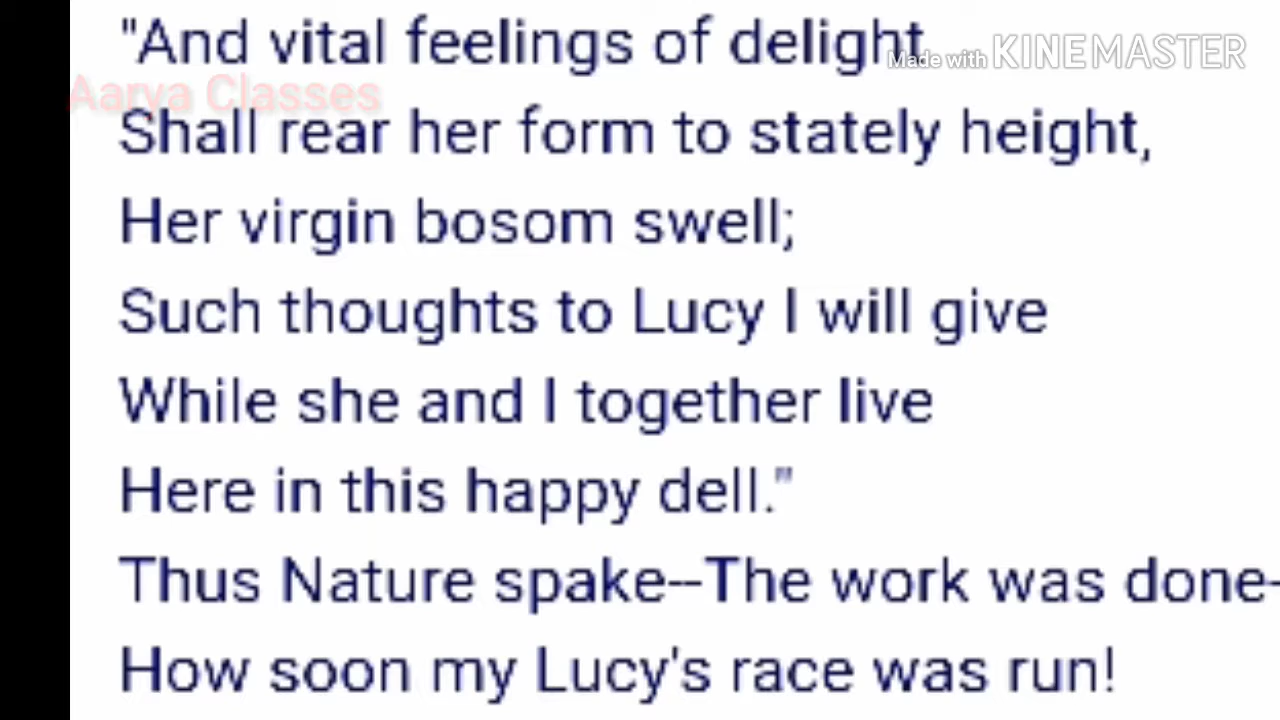 "And vital feelings of delight
Made with KINEMASTER
Aarya Classes
Shall rear her form to stately height,
Her virgin bosom swell;
Such thoughts to Lucy I will give
While she and I together live
Here in this happy dell."
Thus Nature spake--The work was done-
How soon my Lucy's race was run!